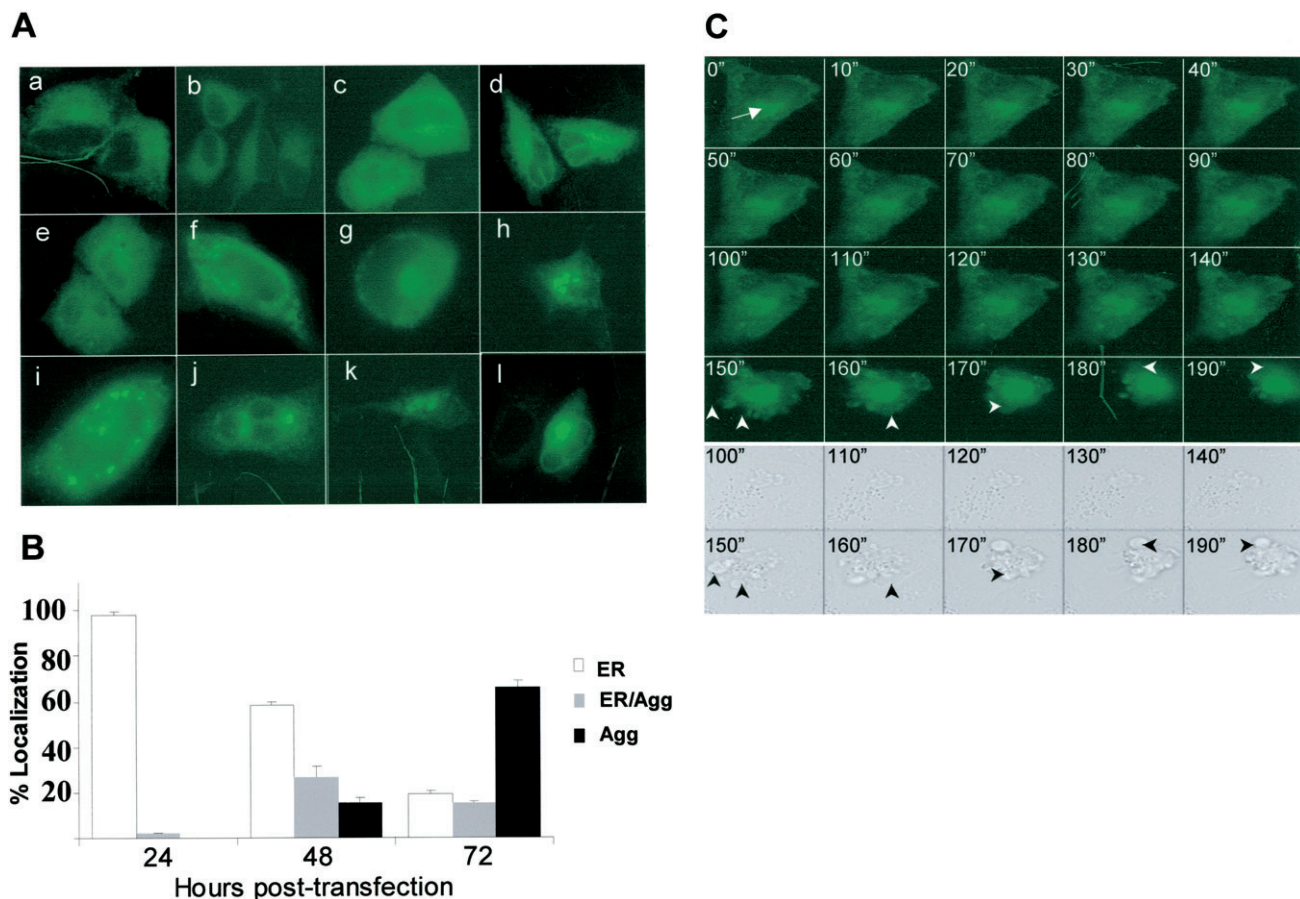 A
a b c d
e f g h
i j k l
B
% Localization
100
80
60
40
20
24 48 72
Hours post-transfection
ER
ER/Agg
Agg
C
0” 10” 20” 30” 40”
50” 60” 70” 80” 90”
100” 110” 120” 130” 140”
150” 160” 170” 180” 190”
100” 110” 120” 130” 140”
150” 160” 170” 180” 190”